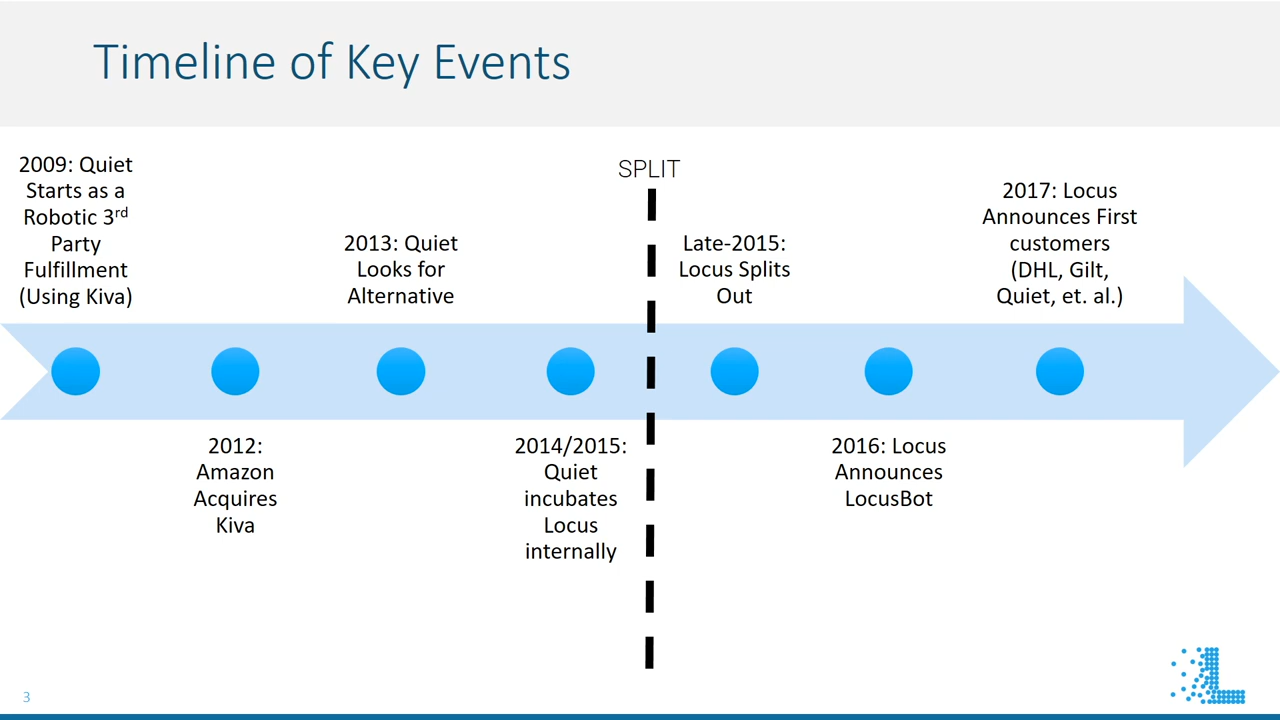 Timeline of Key Events
2009: Quiet
Starts as a
Robotic 3rd
Party
Fulfillment
(Using Kiva)
2012:
Amazon
Acquires
Kiva
2013: Quiet
Looks for
Alternative
2014/2015:
Quiet
incubates
Locus
internally
SPLIT
Late-2015:
Locus Splits
Out
2016: Locus
Announces
LocusBot
2017: Locus
Announces First
customers
(DHL, Gilt,
Quiet, et. al.)
3